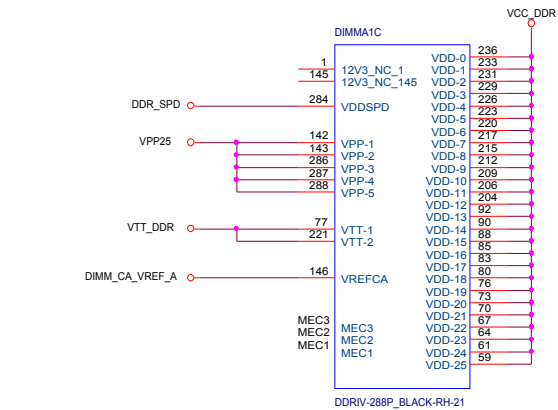 VCC_DDR
DIMMA1C
1 12V3_NC_1
145 12V3_NC_145
DDR_SPD 284 VDDSPD
VPP25 142 VPP-1
143 VPP-2
286 VPP-3
287 VPP-4
288 VPP-5
VTT_DDR 77 VTT-1
221 VTT-2
DIMM_CA_VREF_A 146 VREFCA
MEC3 MEC3
MEC2 MEC2
MEC1 MEC1
VDD-0 236
VDD-1 233
VDD-2 231
VDD-3 229
VDD-4 226
VDD-5 223
VDD-6 220
VDD-7 217
VDD-8 215
VDD-9 212
VDD-10 209
VDD-11 206
VDD-12 204
VDD-13 92
VDD-14 90
VDD-15 88
VDD-16 85
VDD-17 83
VDD-18 80
VDD-19 76
VDD-20 73
VDD-21 70
VDD-22 67
VDD-23 64
VDD-24 61
VDD-25 59
DDRIV-288P_BLACK-RH-21